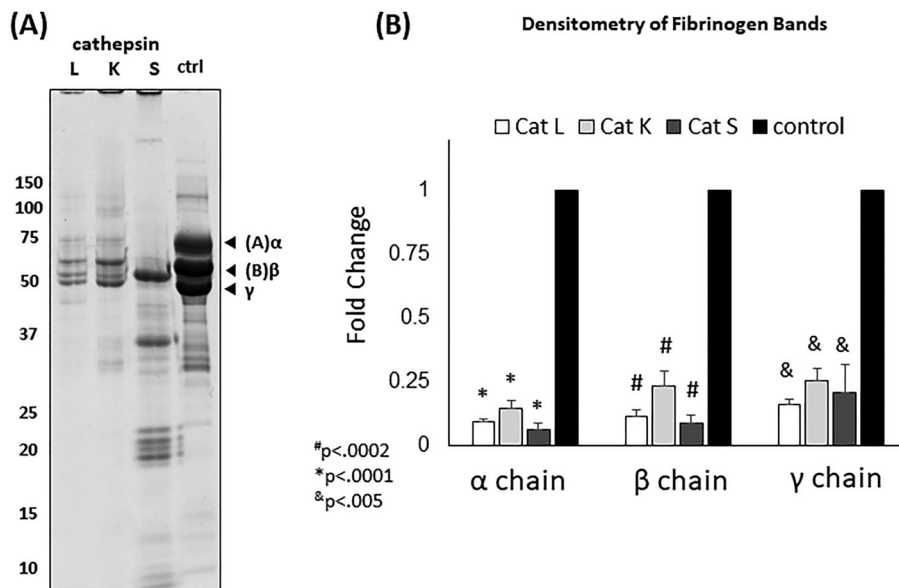 (A)
cathepsin
L K S ctrl
150
100
75
50
37
25
20
15
10
(A)α
(B)β
γ
(B)
Densitometry of Fibrinogen Bands
Cat L Cat K Cat S control
Fold Change
1
0.75
0.5
0.25
0
* * *
# # #
& & &
α chain β chain γ chain
#p<.0002
*p<.0001
&p<.005